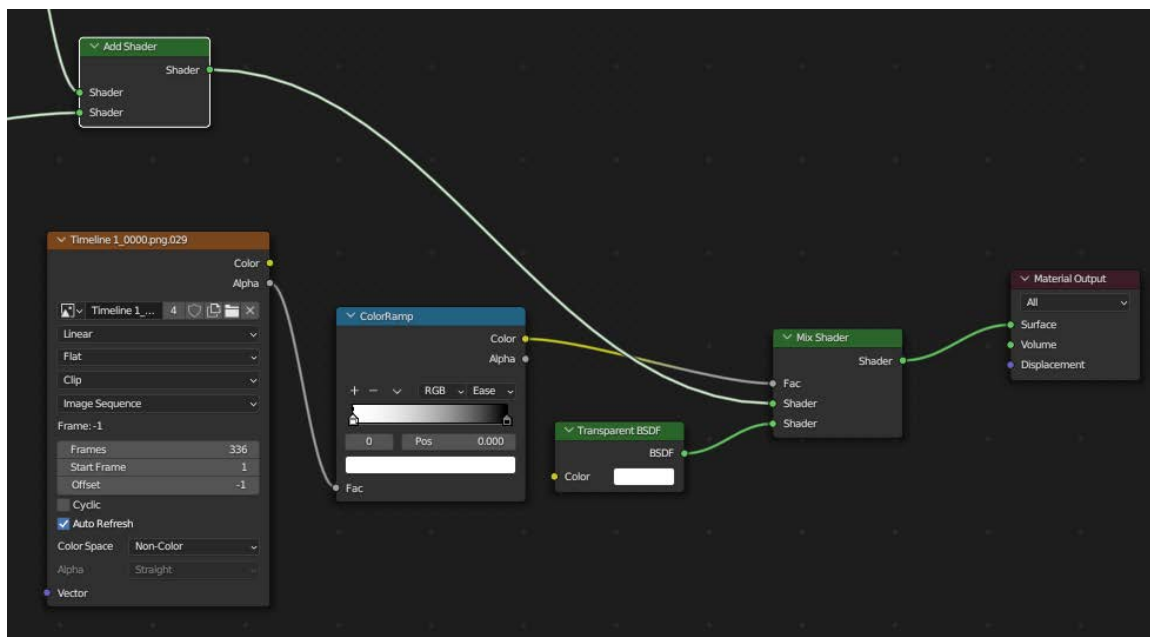 Add Shader
Shader
Shader
Shader
Timeline 1_0000.png.029
Color
Alpha
Timeline 1_... 4
Linear
Flat
Clip
Image Sequence
Frame: -1
Frames 336
Start Frame 1
Offset -1
Cyclic
Auto Refresh
Color Space Non-Color
Alpha Straight
Vector
ColorRamp
Color
Alpha
RGB Ease
0 Pos 0.000
Fac
Transparent BSDF
BSDF
Color
Mix Shader
Shader
Fac
Shader
Shader
Material Output
All
Surface
Volume
Displacement